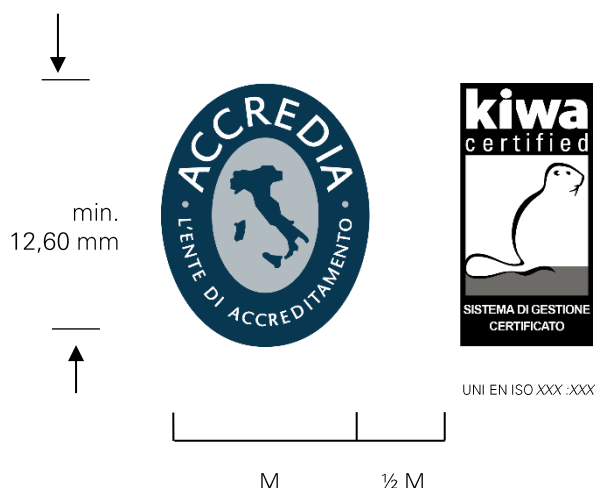 min.
12,60 mm
ACCREDIA
L'ENTE DI ACCREDITAMENTO
kiwa
certified
SISTEMA DI GESTIONE
CERTIFICATO
UNI EN ISO XXX :XXX
M
½ M